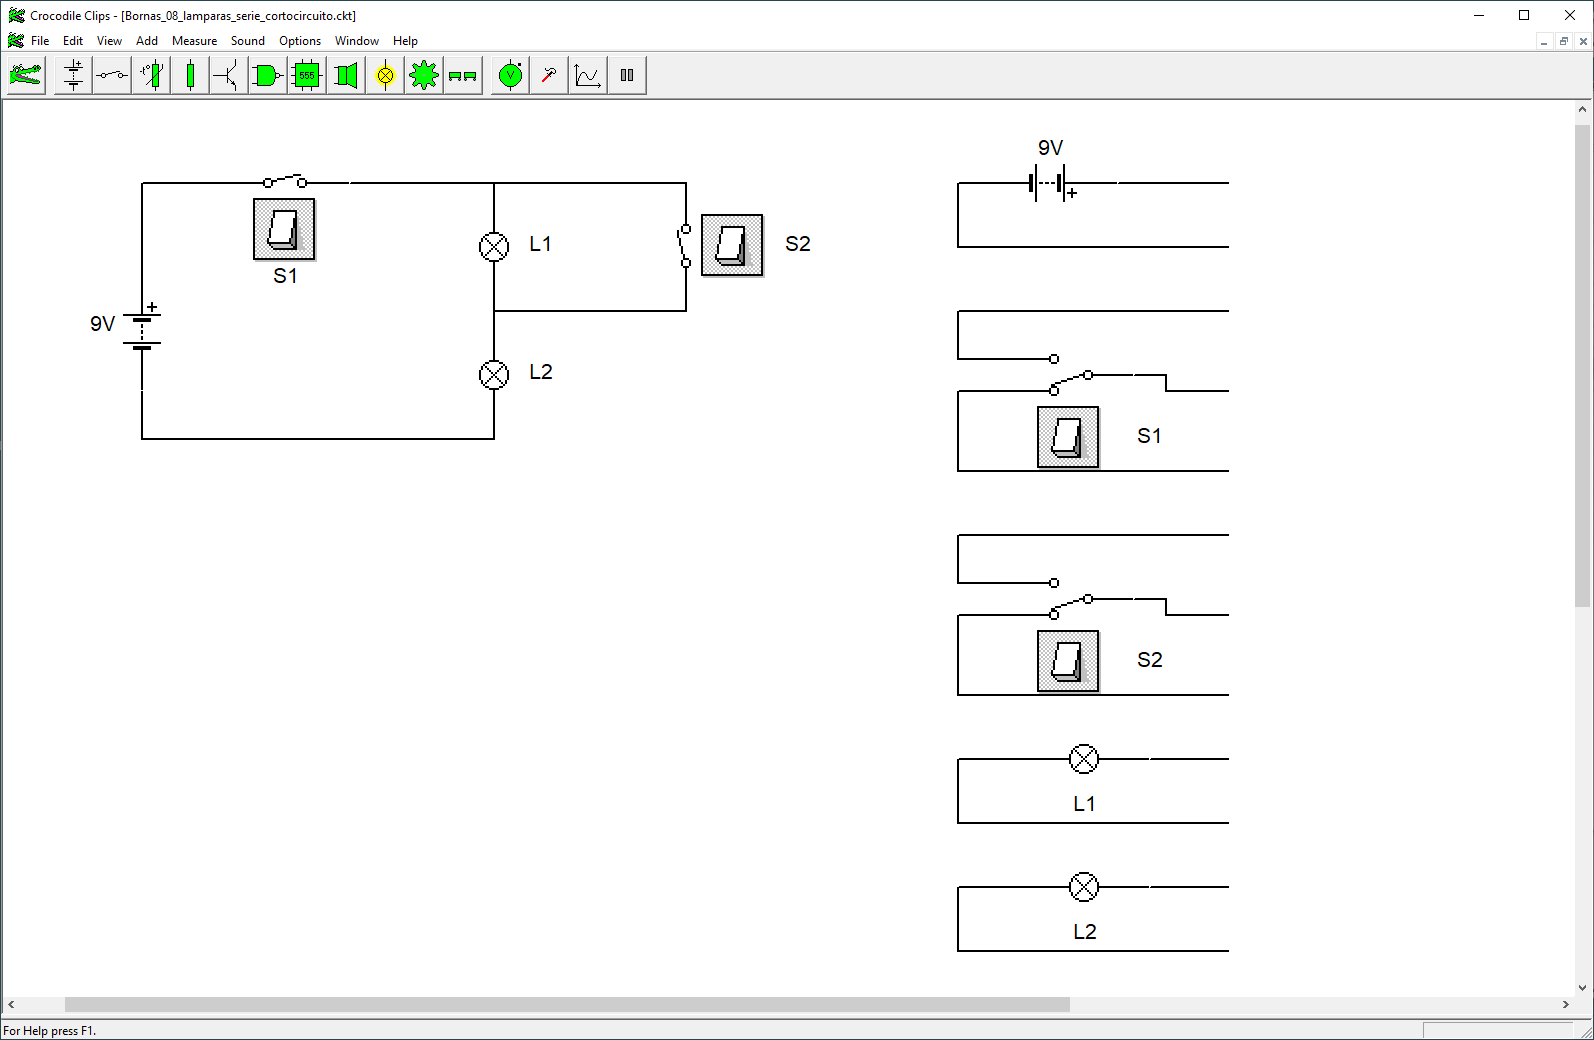 Crocodile Clips - [Bornas_08_lamparas_serie_cortocircuito.ckt]
File Edit View Add Measure Sound Options Window Help
555
V
9V
+
S1
L1
S2
+
9V
L2
S1
S2
L1
L2
For Help press F1.